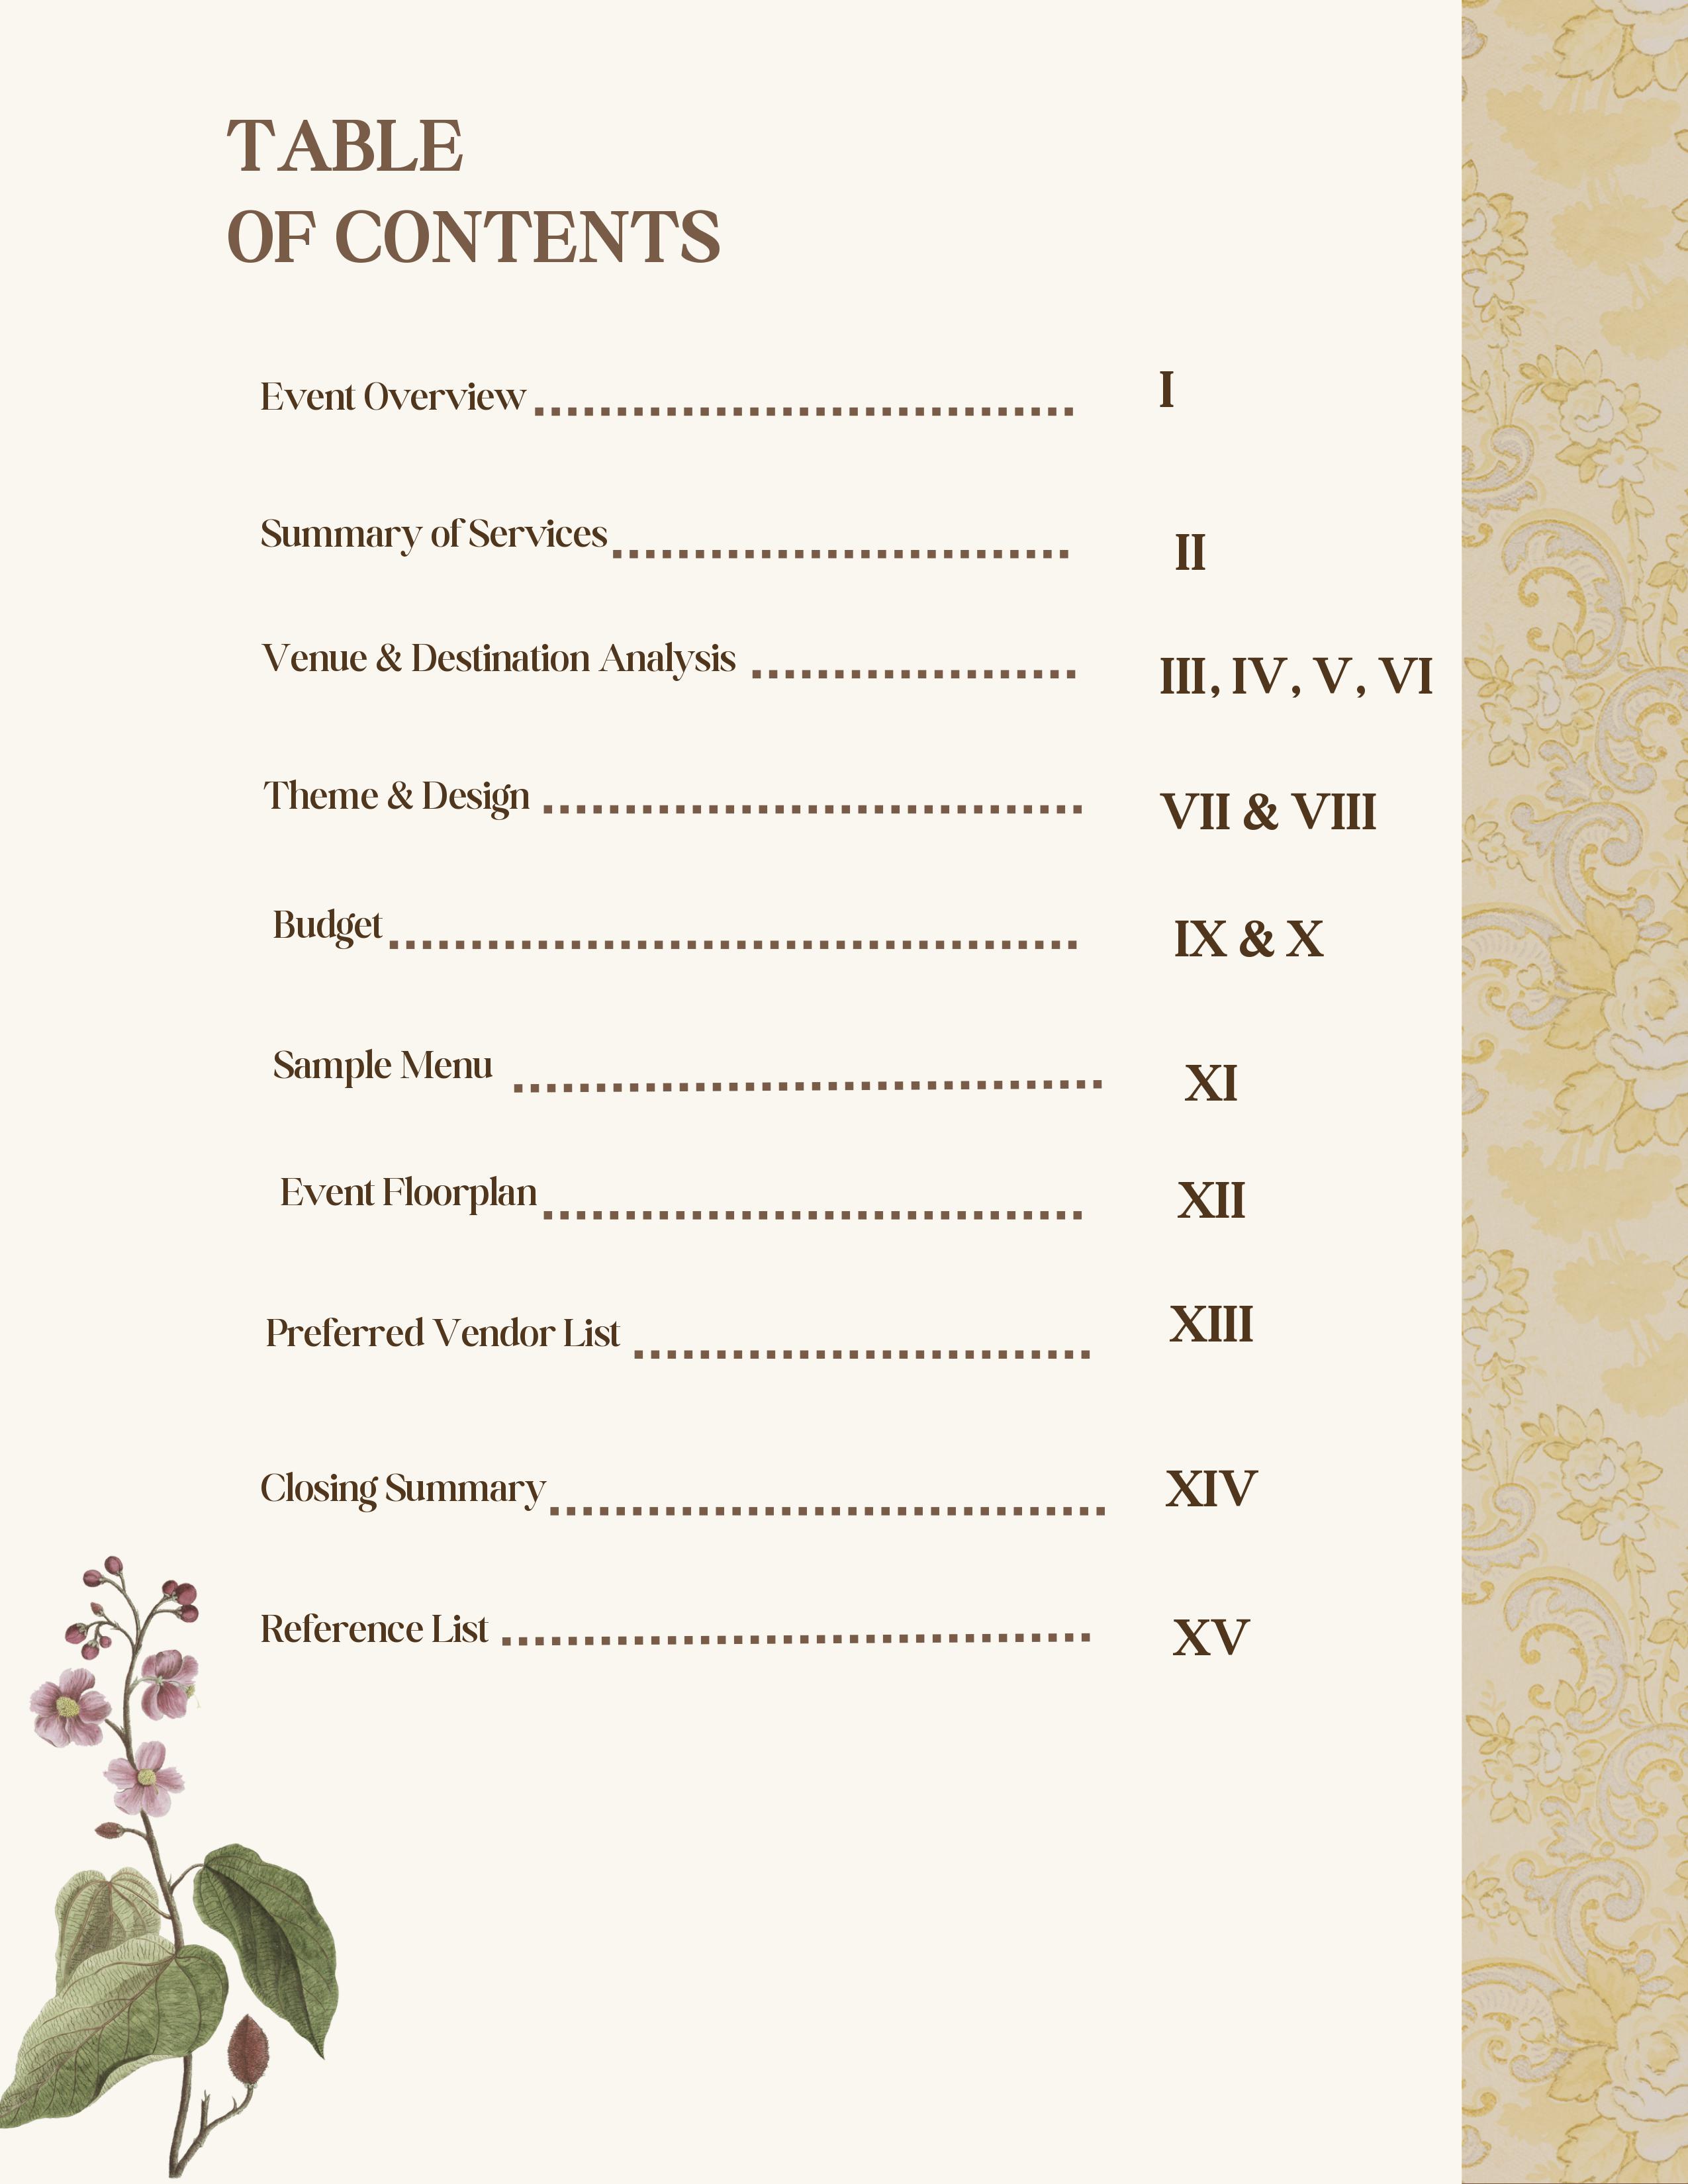 TABLE
OF CONTENTS
Event Overview I
Summary of Services II
Venue & Destination Analysis III, IV, V, VI
Theme & Design VII & VIII
Budget IX & X
Sample Menu XI
Event Floorplan XII
Preferred Vendor List XIII
Closing Summary XIV
Reference List XV